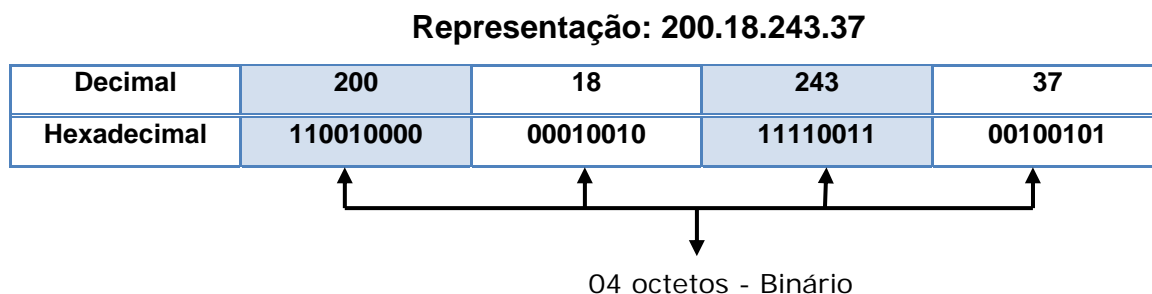 Representação: 200.18.243.37
Decimal 200 18 243 37
Hexadecimal 110010000 00010010 11110011 00100101
04 octetos - Binário